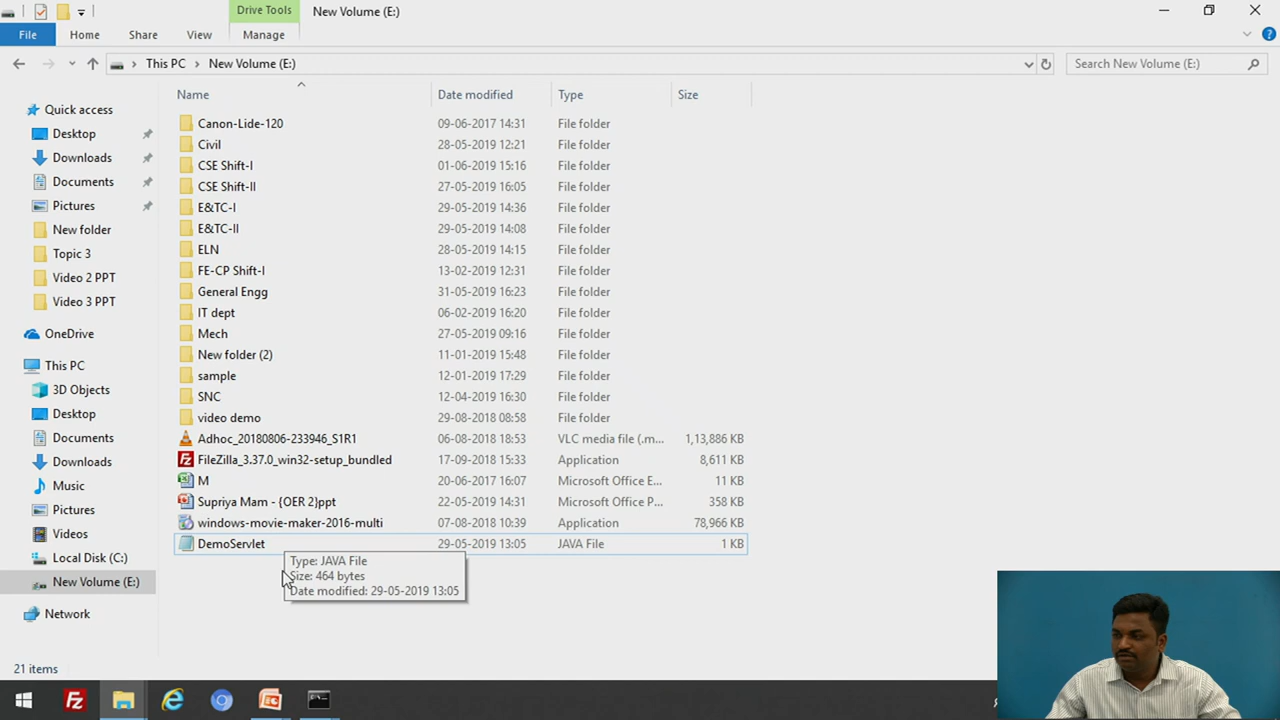 Drive Tools New Volume (E:)
File Home Share View Manage
This PC New Volume (E:) Search New Volume (E:)
Name Date modified Type Size
Quick access
Desktop
Downloads
Documents
Pictures
New folder
Topic 3
Video 2 PPT
Video 3 PPT
OneDrive
This PC
3D Objects
Desktop
Documents
Downloads
Music
Pictures
Videos
Local Disk (C:)
New Volume (E:)
Network
Canon-Lide-120 09-06-2017 14:31 File folder
Civil 28-05-2019 12:21 File folder
CSE Shift-I 01-06-2019 15:16 File folder
CSE Shift-II 27-05-2019 16:05 File folder
E&TC-I 29-05-2019 14:36 File folder
E&TC-II 29-05-2019 14:08 File folder
ELN 28-05-2019 14:15 File folder
FE-CP Shift-I 13-02-2019 12:31 File folder
General Engg 31-05-2019 16:23 File folder
IT dept 06-02-2019 16:20 File folder
Mech 27-05-2019 09:16 File folder
New folder (2) 11-01-2019 15:48 File folder
sample 12-01-2019 17:29 File folder
SNC 12-04-2019 16:30 File folder
video demo 29-08-2018 08:58 File folder
Adhoc_20180806-233946_S1R1 06-08-2018 18:53 VLC media file (.m... 1,13,886 KB
FileZilla_3.37.0_win32-setup_bundled 17-09-2018 15:33 Application 8,611 KB
M 20-06-2017 16:07 Microsoft Office E... 11 KB
Supriya Mam - {OER 2}ppt 22-05-2019 14:31 Microsoft Office P... 358 KB
windows-movie-maker-2016-multi 07-08-2018 10:39 Application 78,966 KB
DemoServlet 29-05-2019 13:05 JAVA File 1 KB
Type: JAVA File
Size: 464 bytes
Date modified: 29-05-2019 13:05
21 items